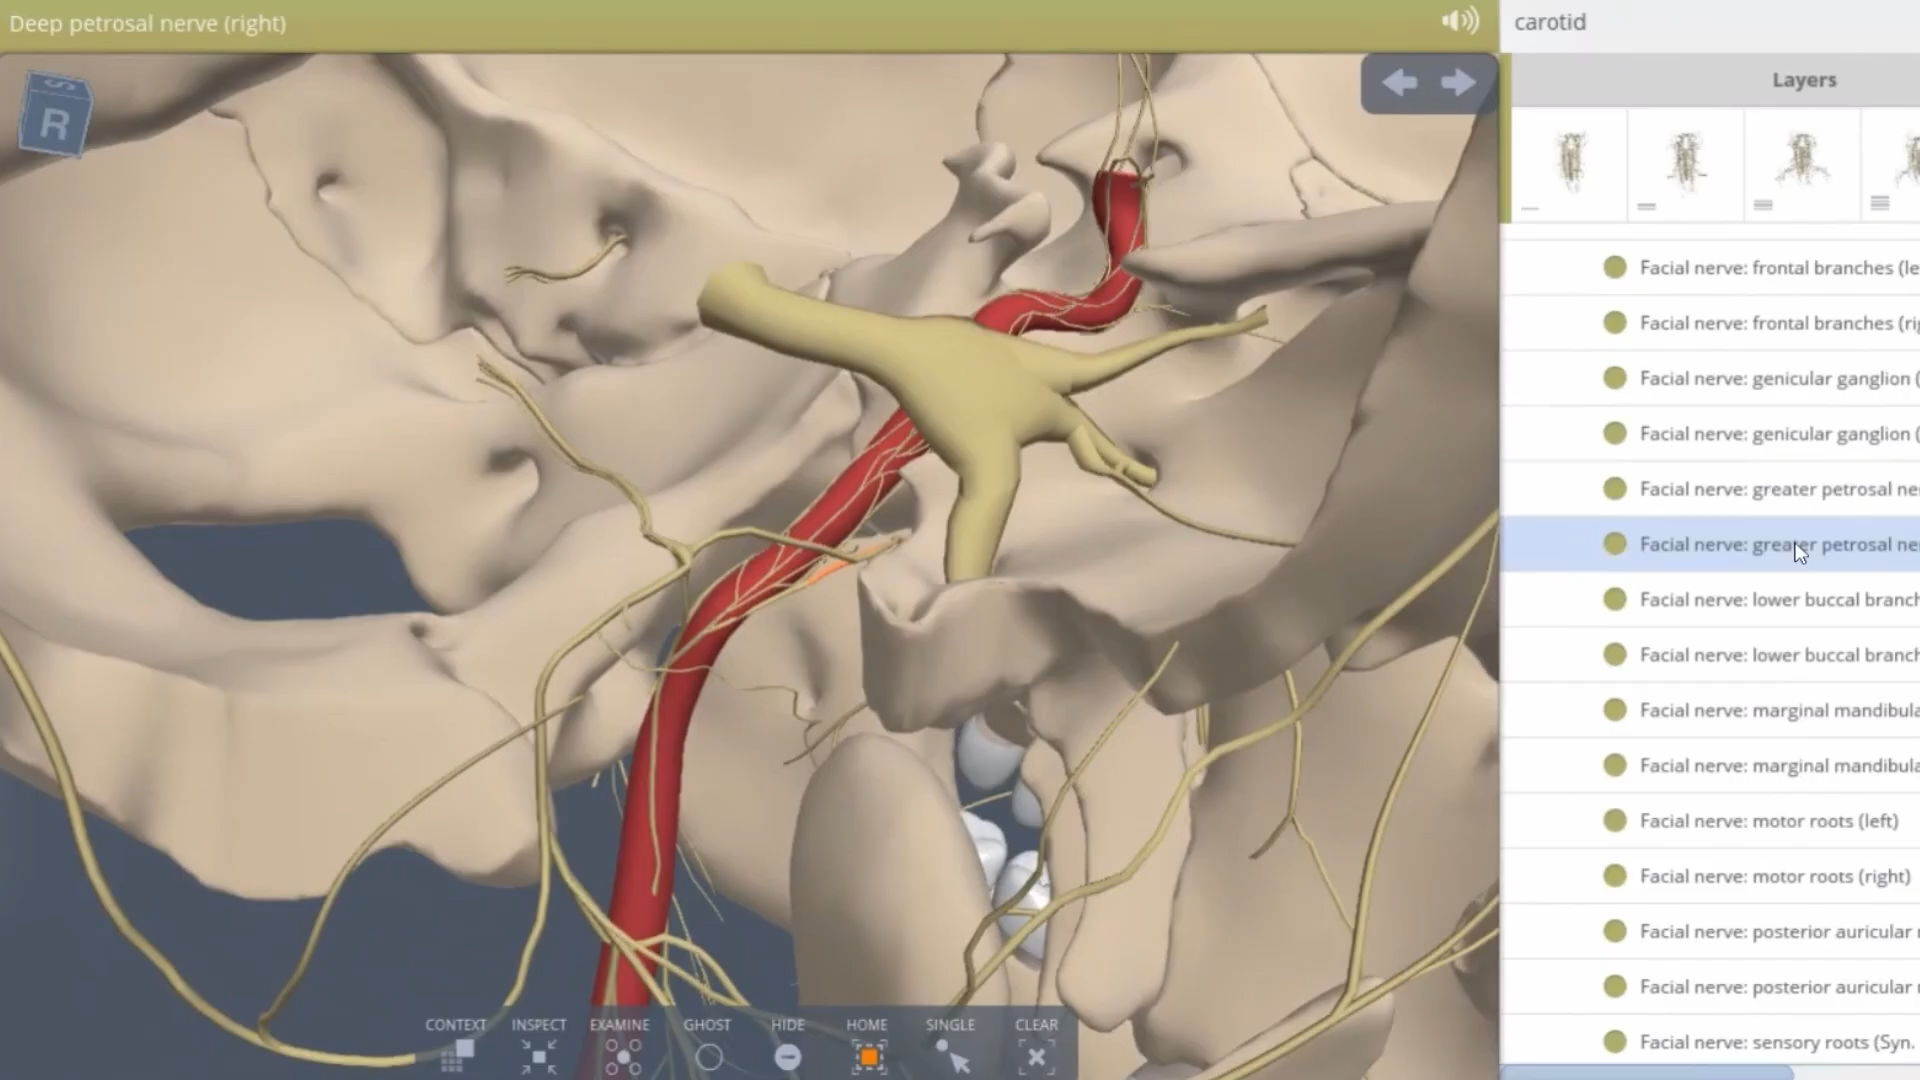 Deep petrosal nerve (right)
carotid
S
R
Layers
Facial nerve: frontal branches (le
Facial nerve: frontal branches (rig
Facial nerve: genicular ganglion (
Facial nerve: genicular ganglion (
Facial nerve: greater petrosal ne
Facial nerve: greater petrosal ne
Facial nerve: lower buccal branch
Facial nerve: lower buccal branch
Facial nerve: marginal mandibula
Facial nerve: marginal mandibula
Facial nerve: motor roots (left)
Facial nerve: motor roots (right)
Facial nerve: posterior auricular
Facial nerve: posterior auricular
Facial nerve: sensory roots (Syn.
CONTEXT INSPECT EXAMINE GHOST HIDE HOME SINGLE CLEAR